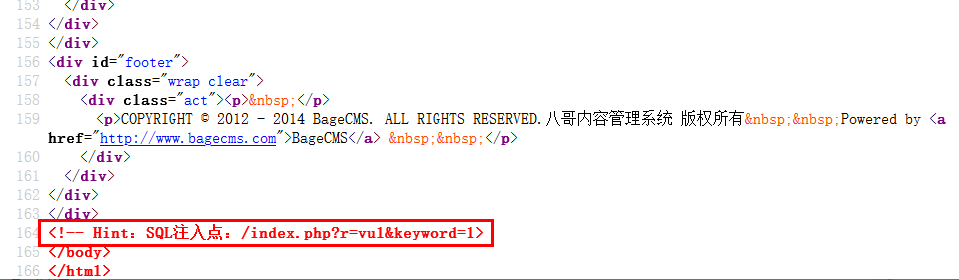 153 </div>
154 </div>
155 </div>
156 <div id="footer">
157 <div class="wrap clear">
158 <div class="act"><p>&nbsp;</p>
159 <p>COPYRIGHT © 2012 - 2014 BageCMS. ALL RIGHTS RESERVED.八哥内容管理系统 版权所有&nbsp;&nbsp;Powered by <a
href="http://www.bagecms.com">BageCMS</a> &nbsp;&nbsp;</p>
160 </div>
161 </div>
162 </div>
163 </div>
164 <!-- Hint：SQL注入点：/index.php?r=vul&keyword=1>
165 </body>
166 </html>